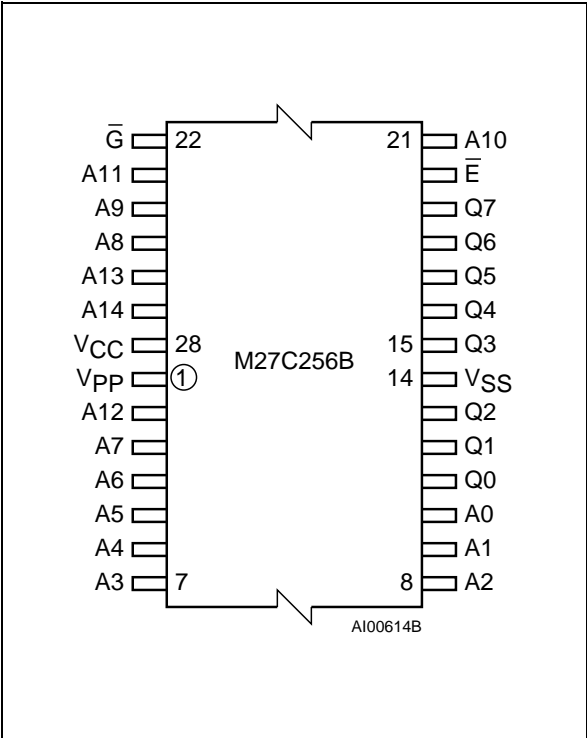 G̅ 22 21 A10
A11 E̅
A9 Q7
A8 Q6
A13 Q5
A14 Q4
VCC 28 15 Q3
M27C256B
VPP 1 14 VSS
A12 Q2
A7 Q1
A6 Q0
A5 A0
A4 A1
A3 7 8 A2
AI00614B